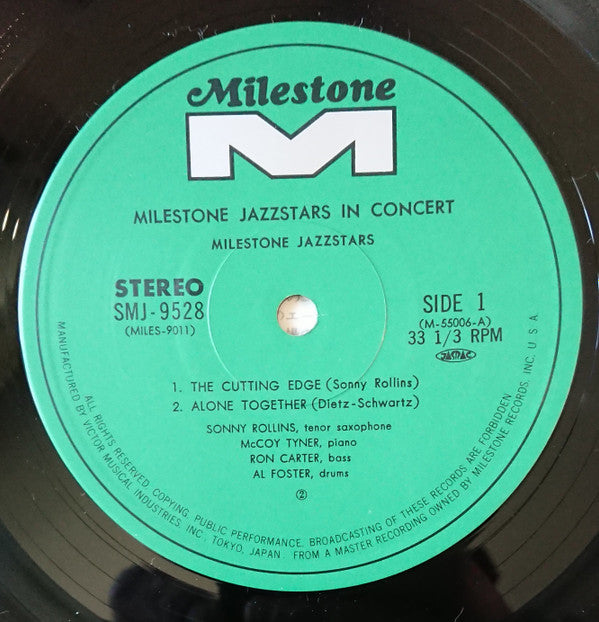 Milestone
M
MILESTONE JAZZSTARS IN CONCERT
MILESTONE JAZZSTARS
STEREO
SMJ-9528
(MILES-9011)
SIDE 1
(M-55006-A)
33 1/3 RPM
JASRAC
1. THE CUTTING EDGE (Sonny Rollins)
2. ALONE TOGETHER (Dietz-Schwartz)
SONNY ROLLINS, tenor saxophone
McCOY TYNER, piano
RON CARTER, bass
AL FOSTER, drums
②
ALL RIGHTS RESERVED. COPYING. PUBLIC PERFORMANCE. BROADCASTING OF THESE RECORDS ARE FORBIDDEN
MANUFACTURED BY VICTOR MUSICAL INDUSTRIES INC., TOKYO, JAPAN. FROM A MASTER RECORDING OWNED BY MILESTONE RECORDS, INC, U.S.A.